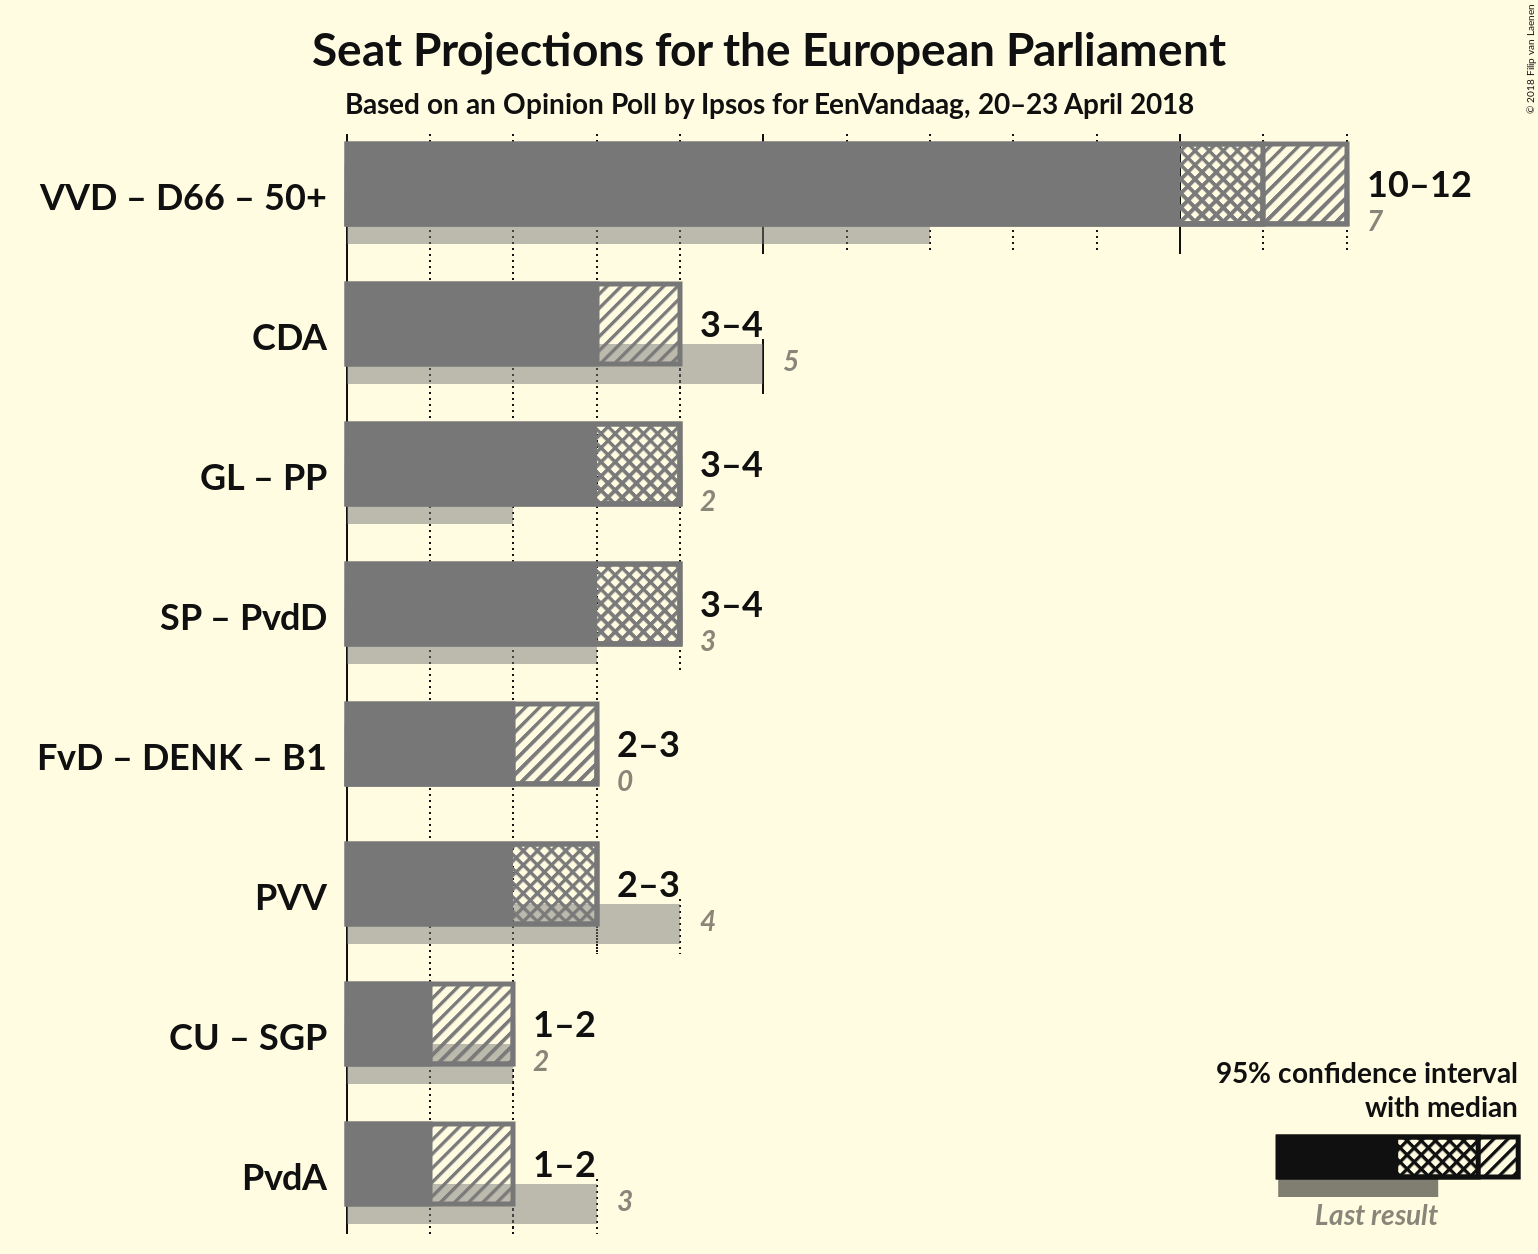 Seat Projections for the European Parliament
Based on an Opinion Poll by Ipsos for EenVandaag, 20–23 April 2018
© 2018 Filip van Laenen
VVD – D66 – 50+
10–12
7
CDA
3–4
5
GL – PP
3–4
2
SP – PvdD
3–4
3
FvD – DENK – B1
2–3
0
PVV
2–3
4
CU – SGP
1–2
2
PvdA
1–2
3
95% confidence interval
with median
Last result